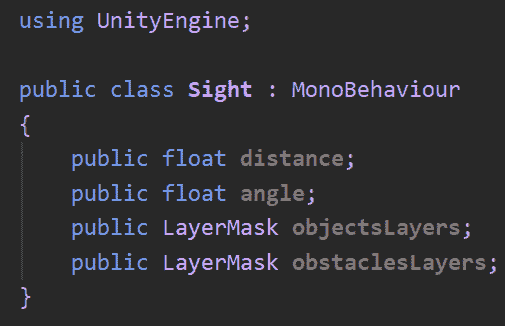 using UnityEngine;
public class Sight : MonoBehaviour
{
public float distance;
public float angle;
public LayerMask objectsLayers;
public LayerMask obstaclesLayers;
}